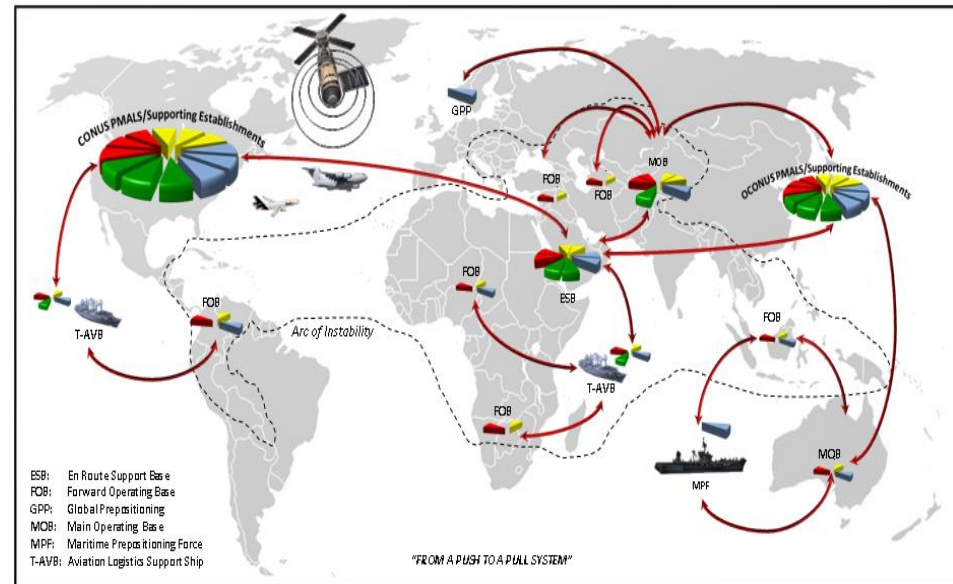 CONUS PMALS/Supporting Establishments
GPP
MOB
FOB
FOB
OCONUS PMALS/Supporting Establishments
FOB
ESB
FOB
T-AVB
Arc of Instability
FOB
T-AVB
FOB
MOB
MPF
ESB: En Route Support Base
FOB: Forward Operating Base
GPP: Global Prepositioning
MOB: Main Operating Base
MPF: Maritime Prepositioning Force
T-AVB: Aviation Logistics Support Ship
"FROM A PUSH TO A PULL SYSTEM"